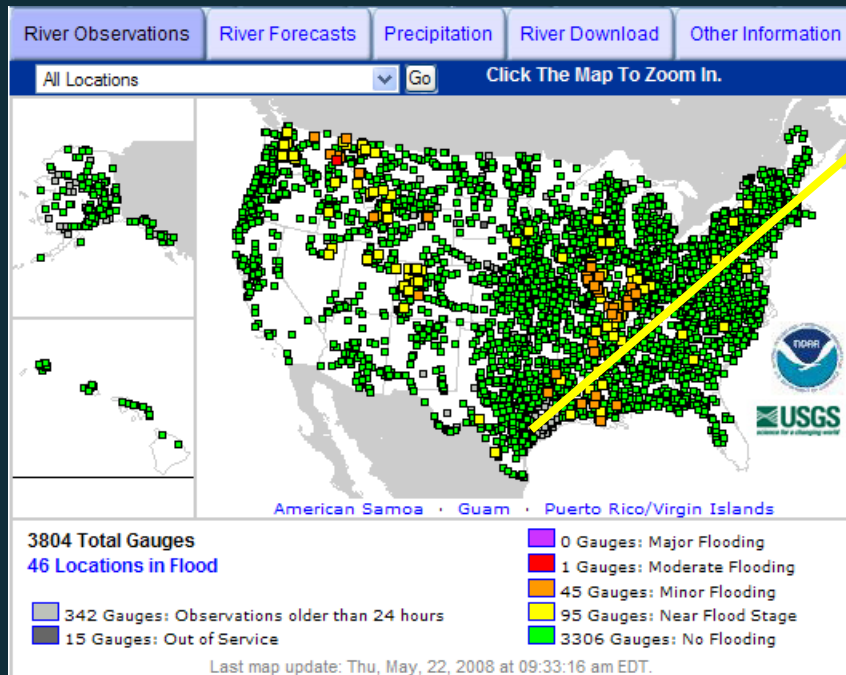 River Observations
River Forecasts
Precipitation
River Download
Other Information
All Locations
Go
Click The Map To Zoom In.
NOAA
USGS
science for a changing world
American Samoa · Guam · Puerto Rico/Virgin Islands
3804 Total Gauges
46 Locations in Flood
342 Gauges: Observations older than 24 hours
15 Gauges: Out of Service
0 Gauges: Major Flooding
1 Gauges: Moderate Flooding
45 Gauges: Minor Flooding
95 Gauges: Near Flood Stage
3306 Gauges: No Flooding
Last map update: Thu, May, 22, 2008 at 09:33:16 am EDT.